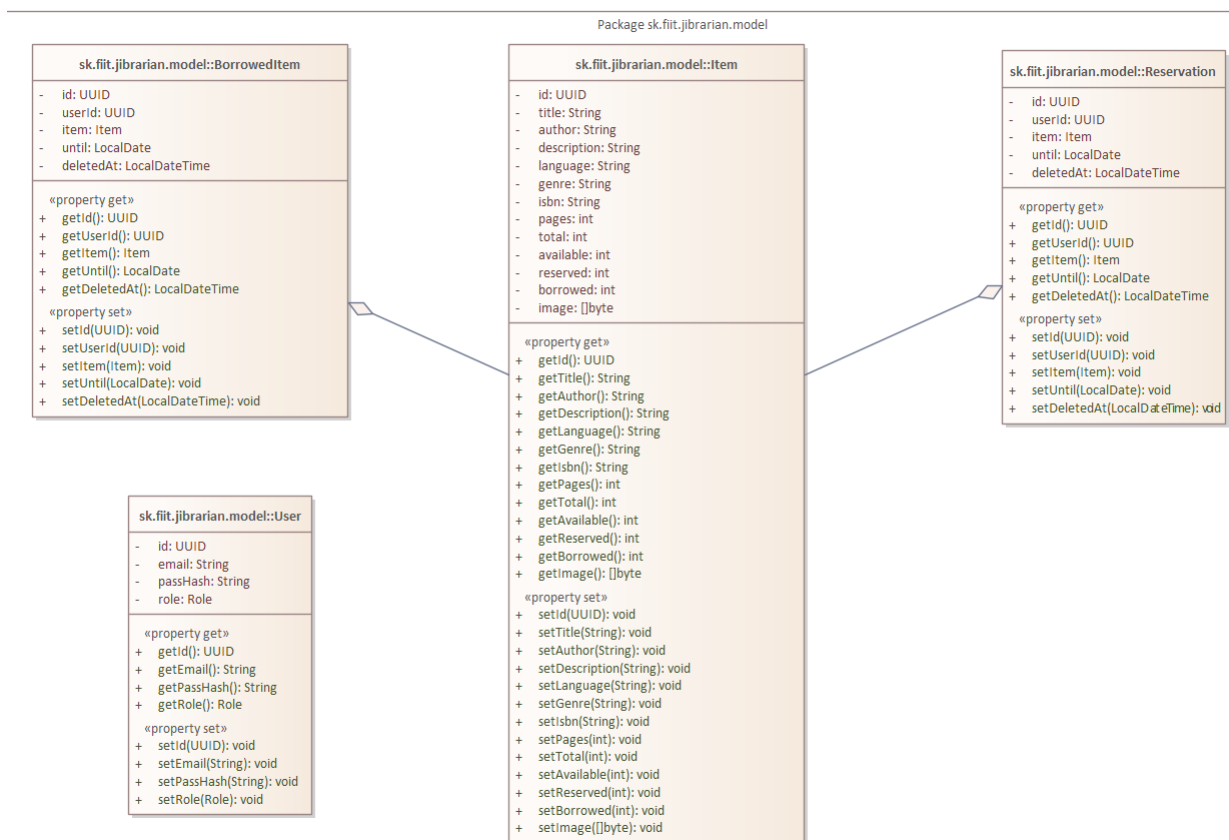 Package sk.fiit.jibrarian.model
sk.fiit.jibrarian.model::BorrowedItem
- id: UUID
- userId: UUID
- item: Item
- until: LocalDate
- deletedAt: LocalDateTime
«property get»
+ getId(): UUID
+ getUserId(): UUID
+ getItem(): Item
+ getUntil(): LocalDate
+ getDeletedAt(): LocalDateTime
«property set»
+ setId(UUID): void
+ setUserId(UUID): void
+ setItem(Item): void
+ setUntil(LocalDate): void
+ setDeletedAt(LocalDateTime): void
sk.fiit.jibrarian.model::Item
- id: UUID
- title: String
- author: String
- description: String
- language: String
- genre: String
- isbn: String
- pages: int
- total: int
- available: int
- reserved: int
- borrowed: int
- image: []byte
«property get»
+ getId(): UUID
+ getTitle(): String
+ getAuthor(): String
+ getDescription(): String
+ getLanguage(): String
+ getGenre(): String
+ getIsbn(): String
+ getPages(): int
+ getTotal(): int
+ getAvailable(): int
+ getReserved(): int
+ getBorrowed(): int
+ getImage(): []byte
«property set»
+ setId(UUID): void
+ setTitle(String): void
+ setAuthor(String): void
+ setDescription(String): void
+ setLanguage(String): void
+ setGenre(String): void
+ setIsbn(String): void
+ setPages(int): void
+ setTotal(int): void
+ setAvailable(int): void
+ setReserved(int): void
+ setBorrowed(int): void
+ setImage([]byte): void
sk.fiit.jibrarian.model::Reservation
- id: UUID
- userId: UUID
- item: Item
- until: LocalDate
- deletedAt: LocalDateTime
«property get»
+ getId(): UUID
+ getUserId(): UUID
+ getItem(): Item
+ getUntil(): LocalDate
+ getDeletedAt(): LocalDateTime
«property set»
+ setId(UUID): void
+ setUserId(UUID): void
+ setItem(Item): void
+ setUntil(LocalDate): void
+ setDeletedAt(LocalDateTime): void
sk.fiit.jibrarian.model::User
- id: UUID
- email: String
- passHash: String
- role: Role
«property get»
+ getId(): UUID
+ getEmail(): String
+ getPassHash(): String
+ getRole(): Role
«property set»
+ setId(UUID): void
+ setEmail(String): void
+ setPassHash(String): void
+ setRole(Role): void